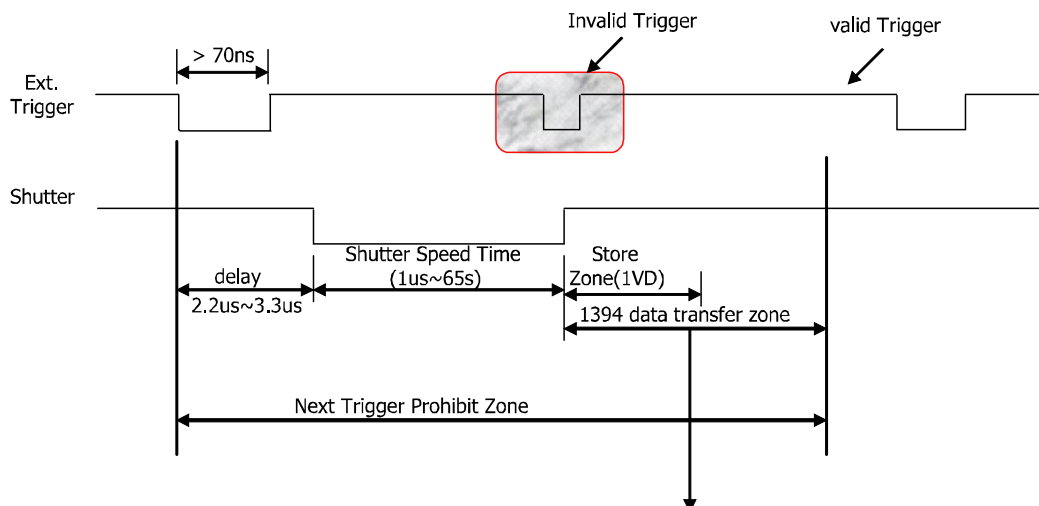 Invalid Trigger
valid Trigger
> 70ns
Ext.
Trigger
Shutter
Shutter Speed Time
(1us~65s)
Store
Zone(1VD)
delay
2.2us~3.3us
1394 data transfer zone
Next Trigger Prohibit Zone